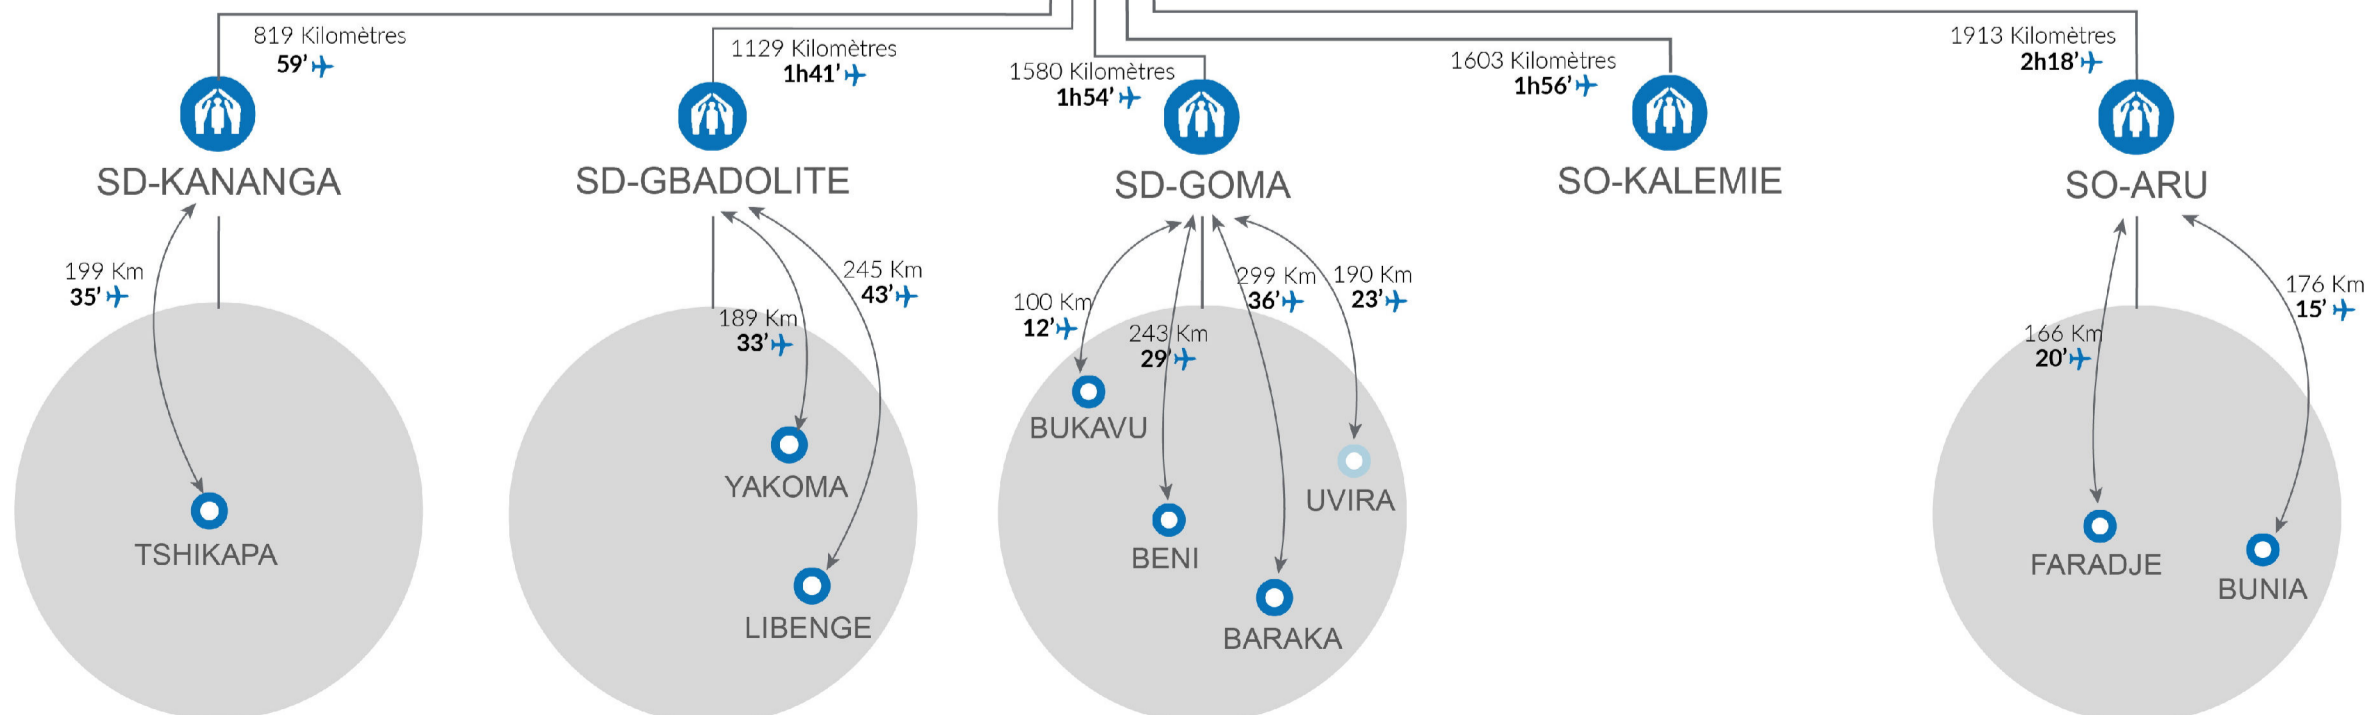 819 Kilomètres
59'
1129 Kilomètres
1h41'
1580 Kilomètres
1h54'
1603 Kilomètres
1h56'
1913 Kilomètres
2h18'
SD-KANANGA
SD-GBADOLITE
SD-GOMA
SO-KALEMIE
SO-ARU
199 Km
35'
TSHIKAPA
189 Km
33'
245 Km
43'
YAKOMA
LIBENGE
100 Km
12'
243 Km
29'
299 Km
36'
190 Km
23'
BUKAVU
BENI
BARAKA
UVIRA
166 Km
20'
176 Km
15'
FARADJE
BUNIA